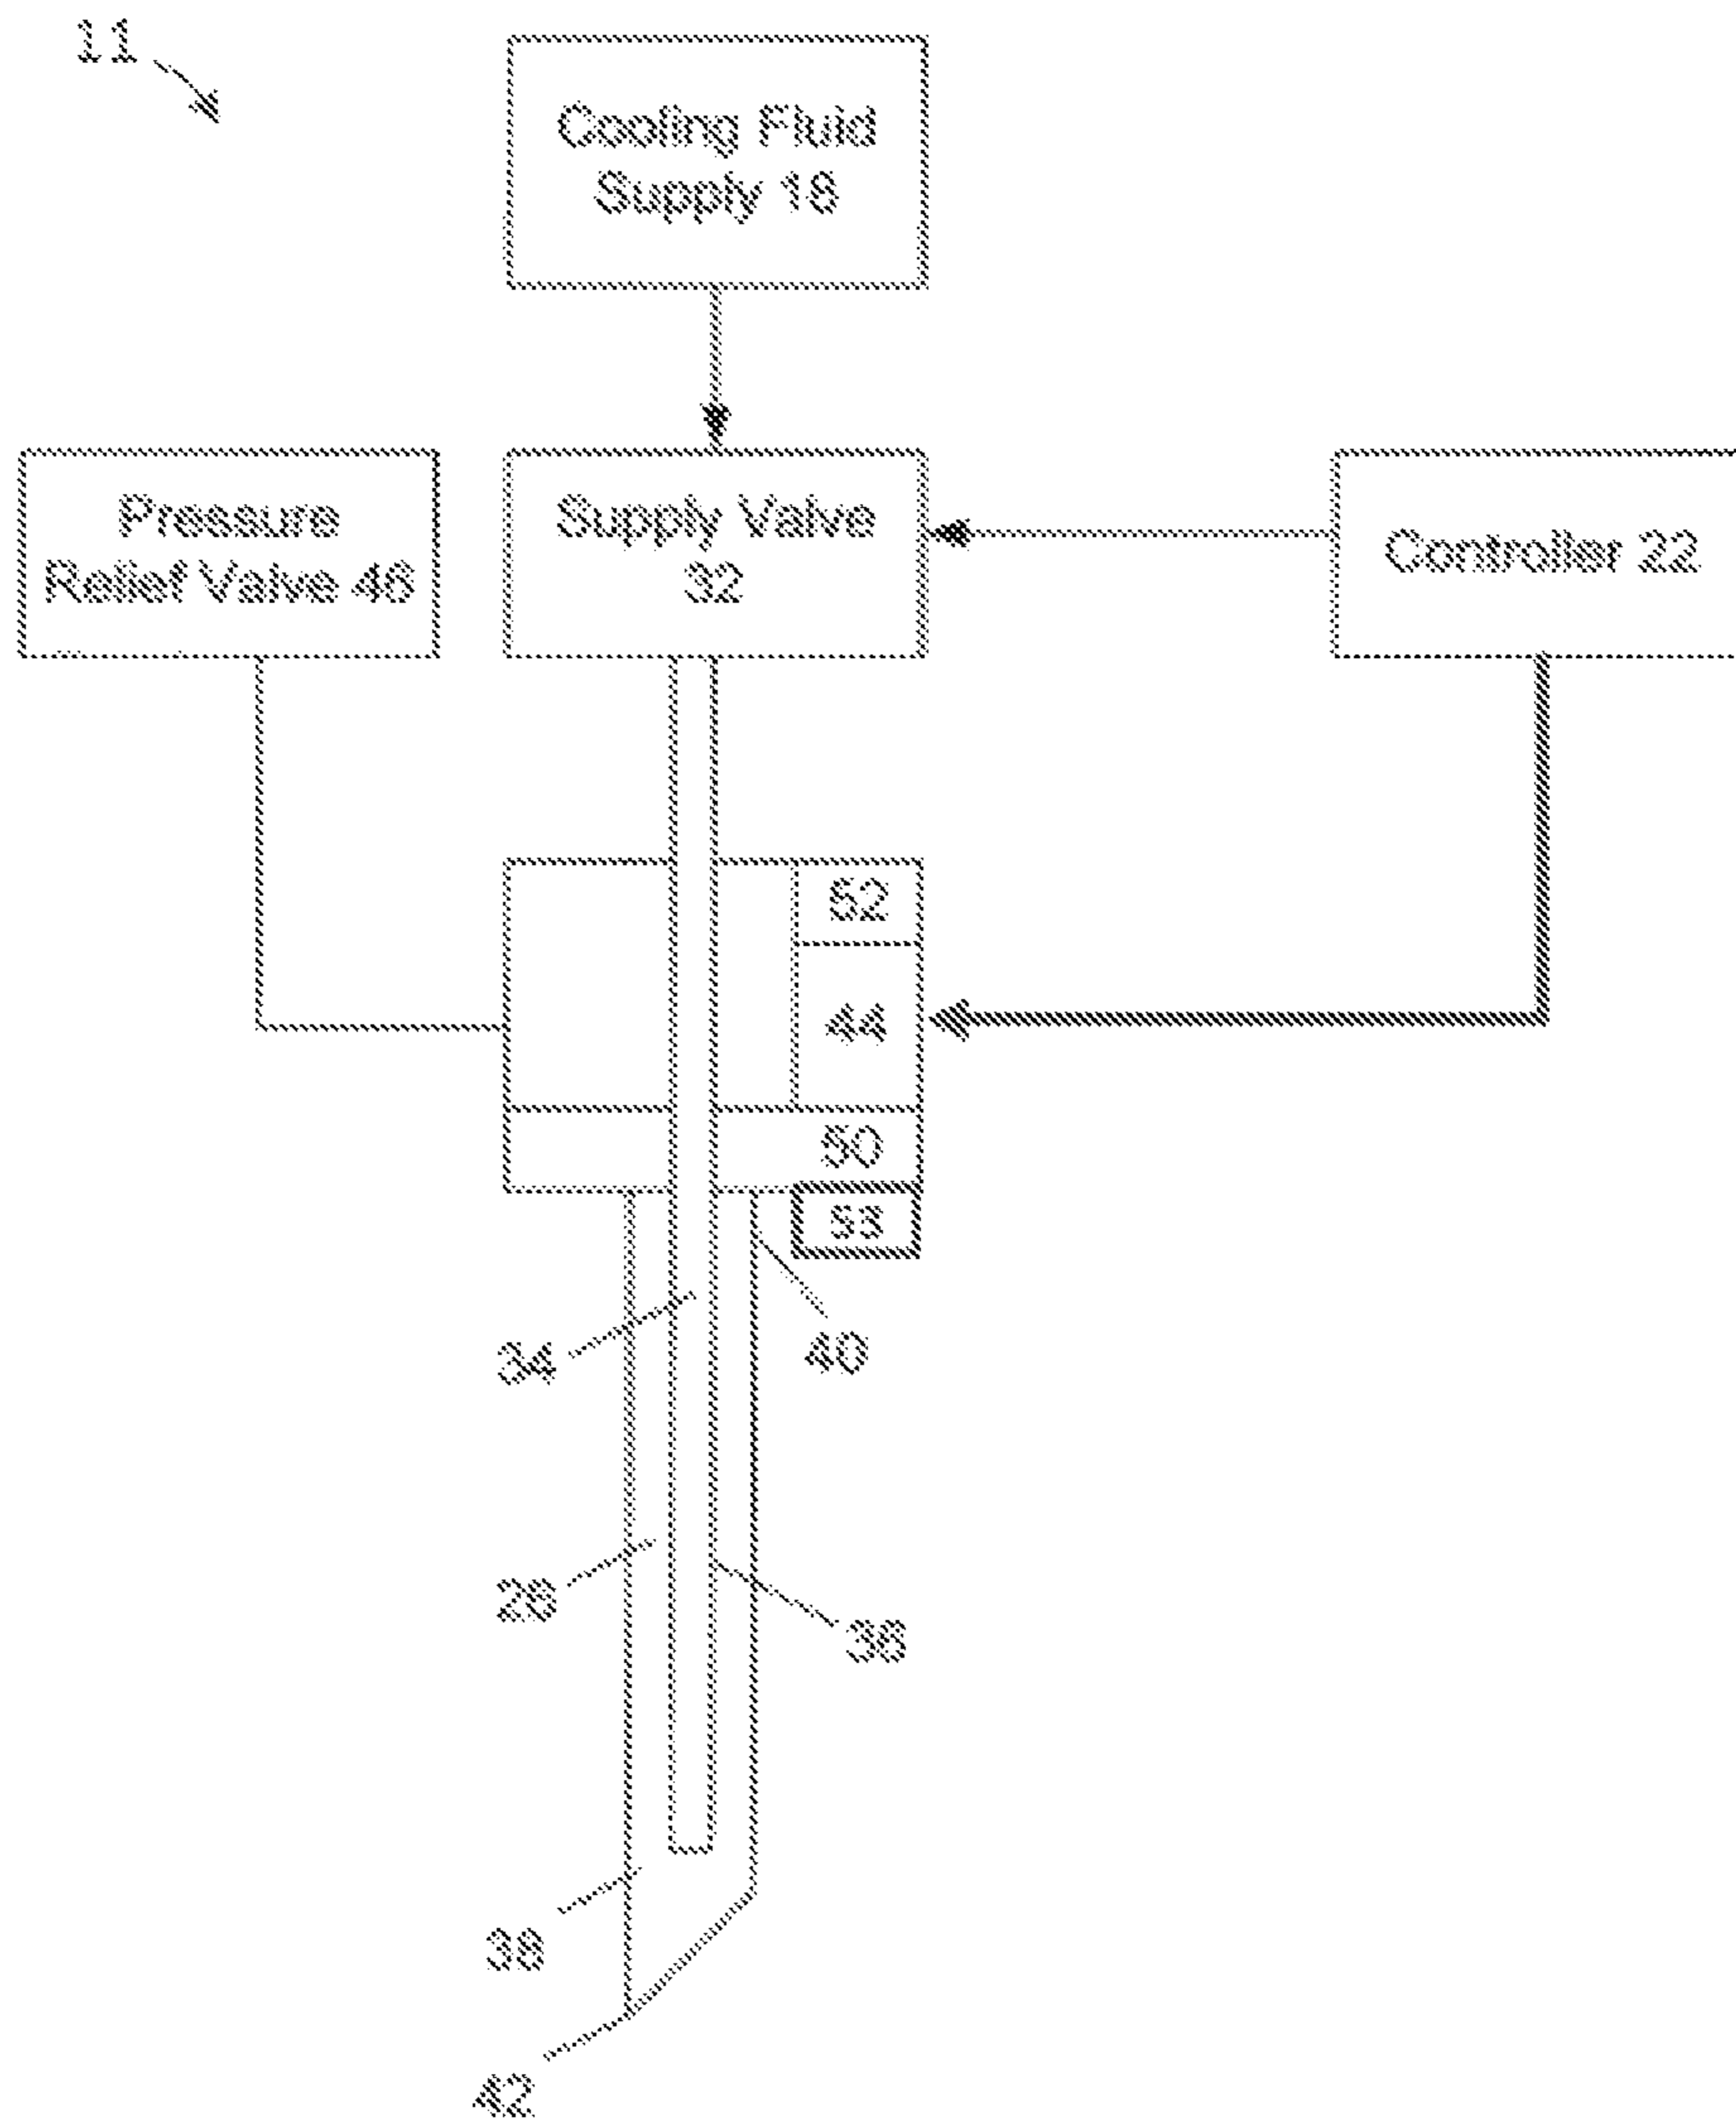 11
Cooling Fluid
Supply 18
Pressure
Relief Valve 46
Supply Valve
32
Controller 22
52
44
50
53
34
40
28
36
38
42